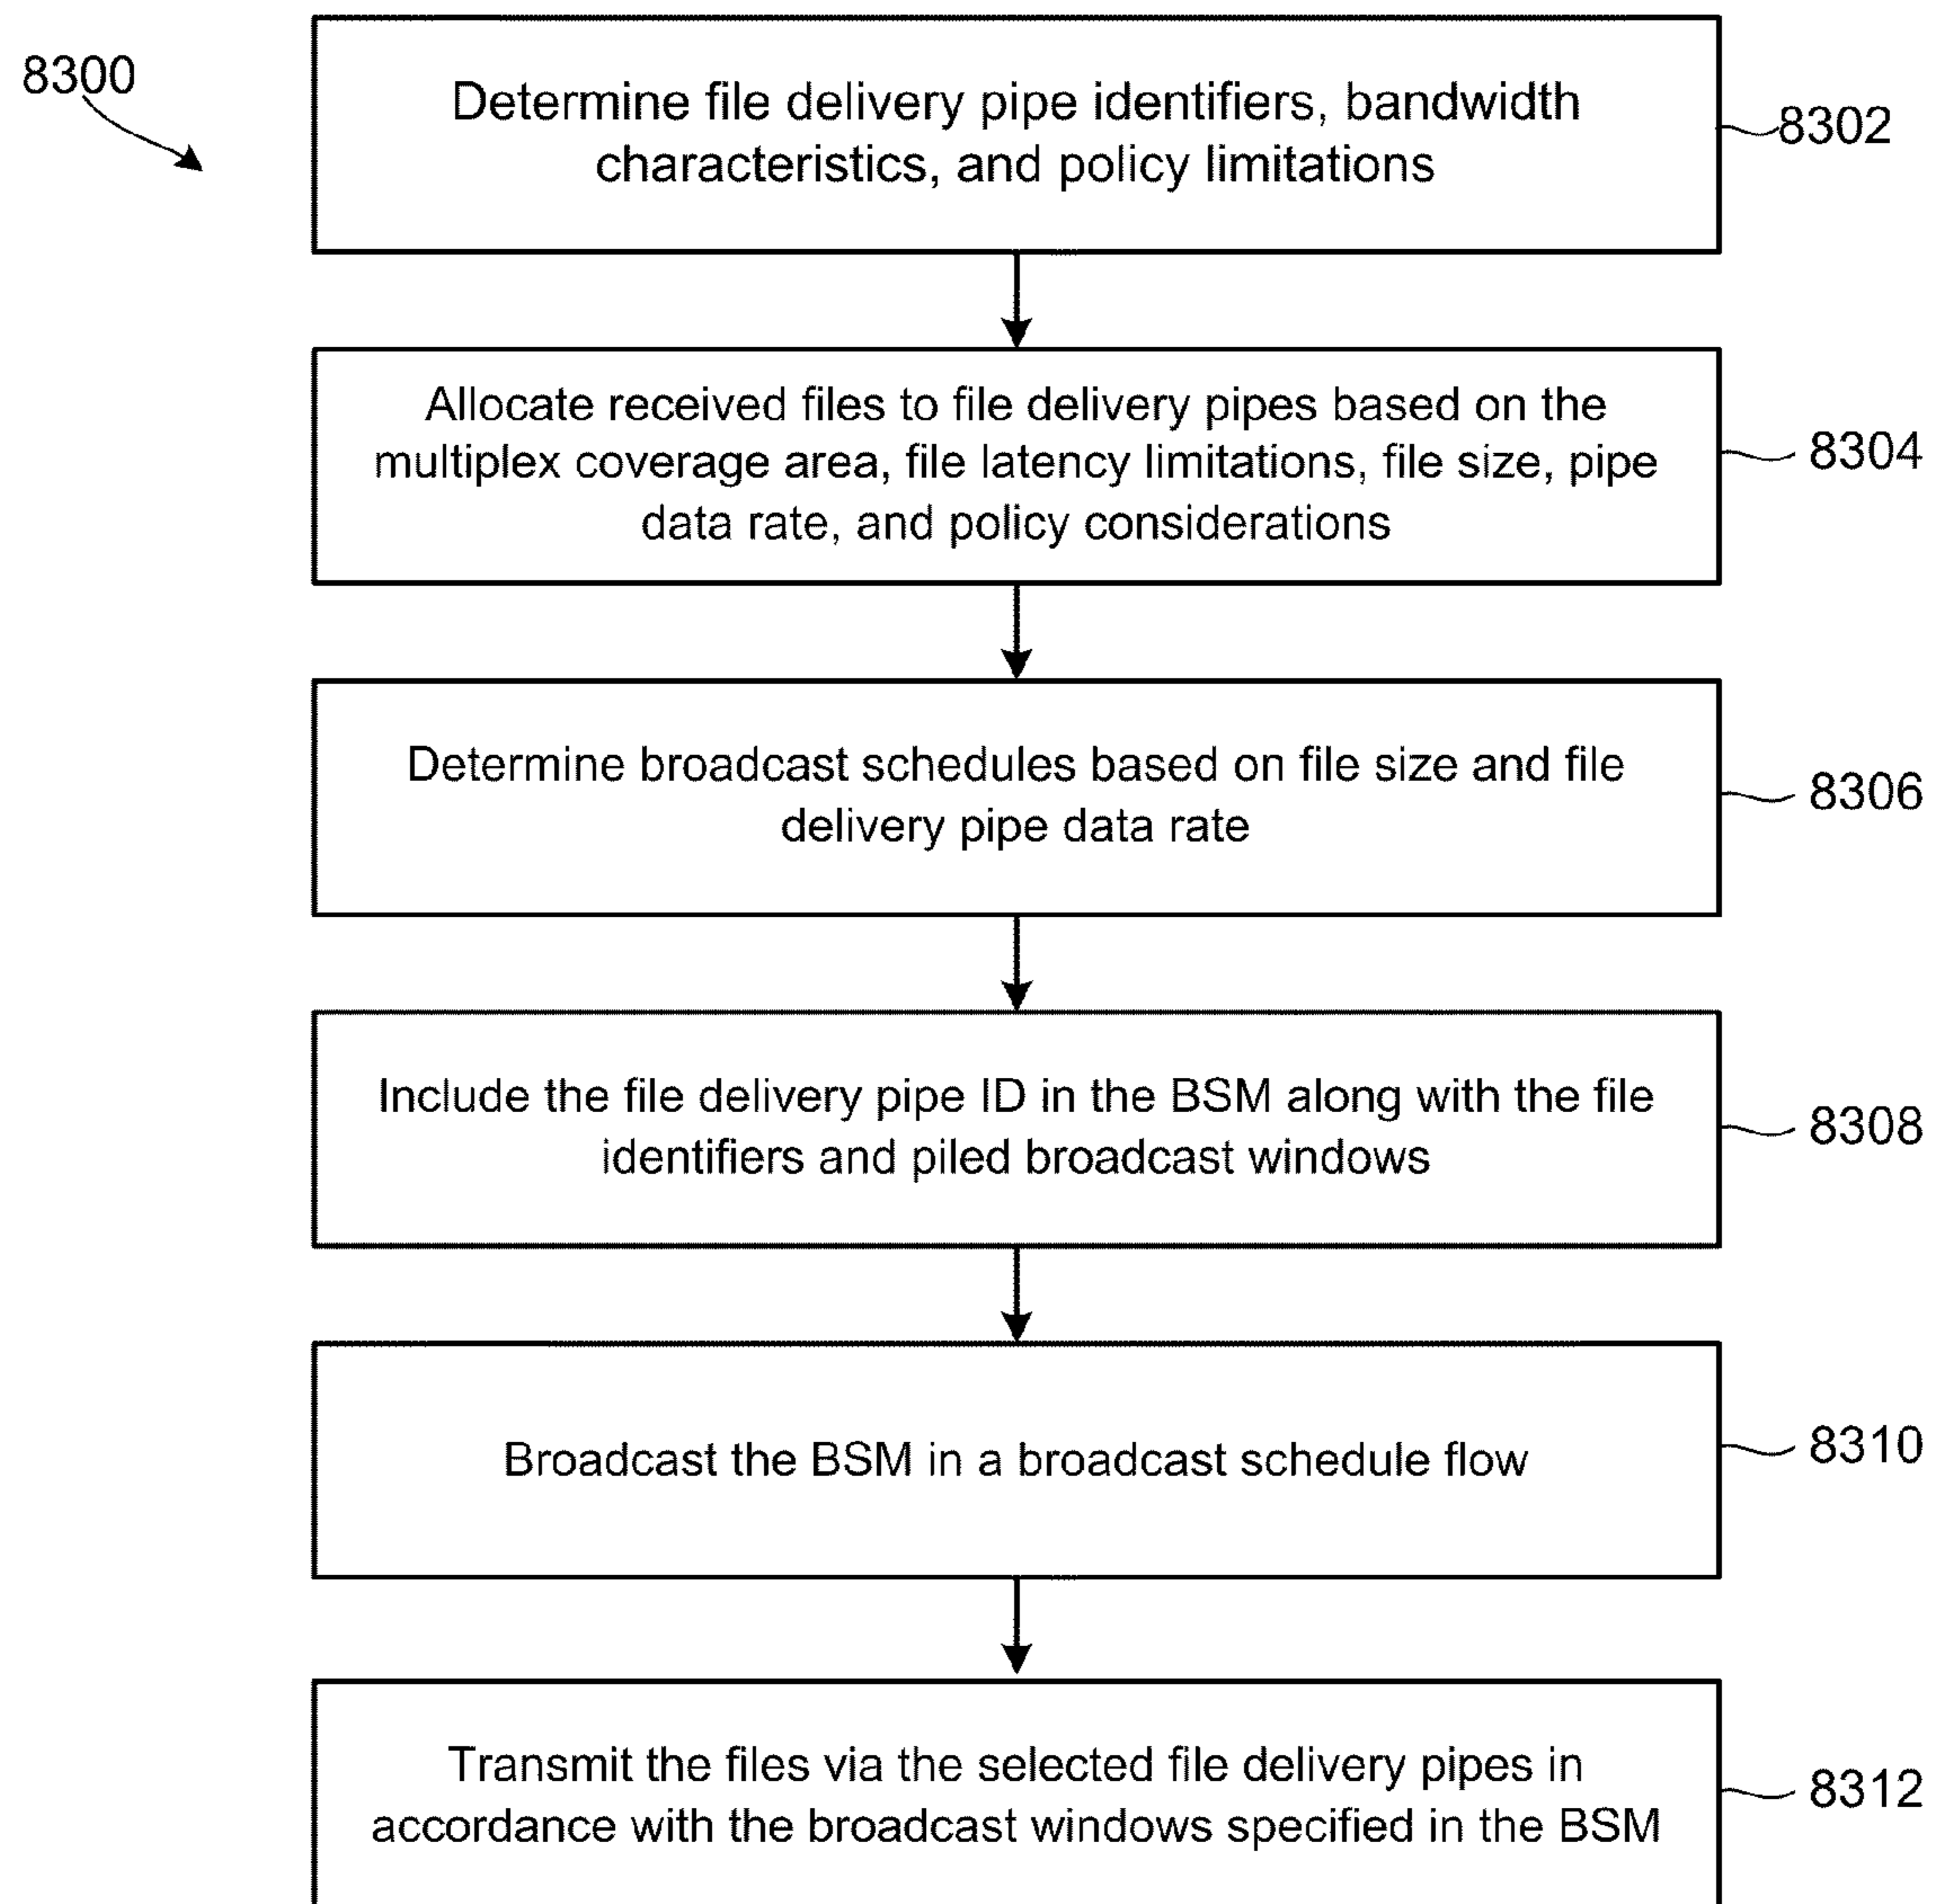 8300
Determine file delivery pipe identifiers, bandwidth
characteristics, and policy limitations
8302
Allocate received files to file delivery pipes based on the
multiplex coverage area, file latency limitations, file size, pipe
data rate, and policy considerations
8304
Determine broadcast schedules based on file size and file
delivery pipe data rate
8306
Include the file delivery pipe ID in the BSM along with the file
identifiers and piled broadcast windows
8308
Broadcast the BSM in a broadcast schedule flow
8310
Transmit the files via the selected file delivery pipes in
accordance with the broadcast windows specified in the BSM
8312